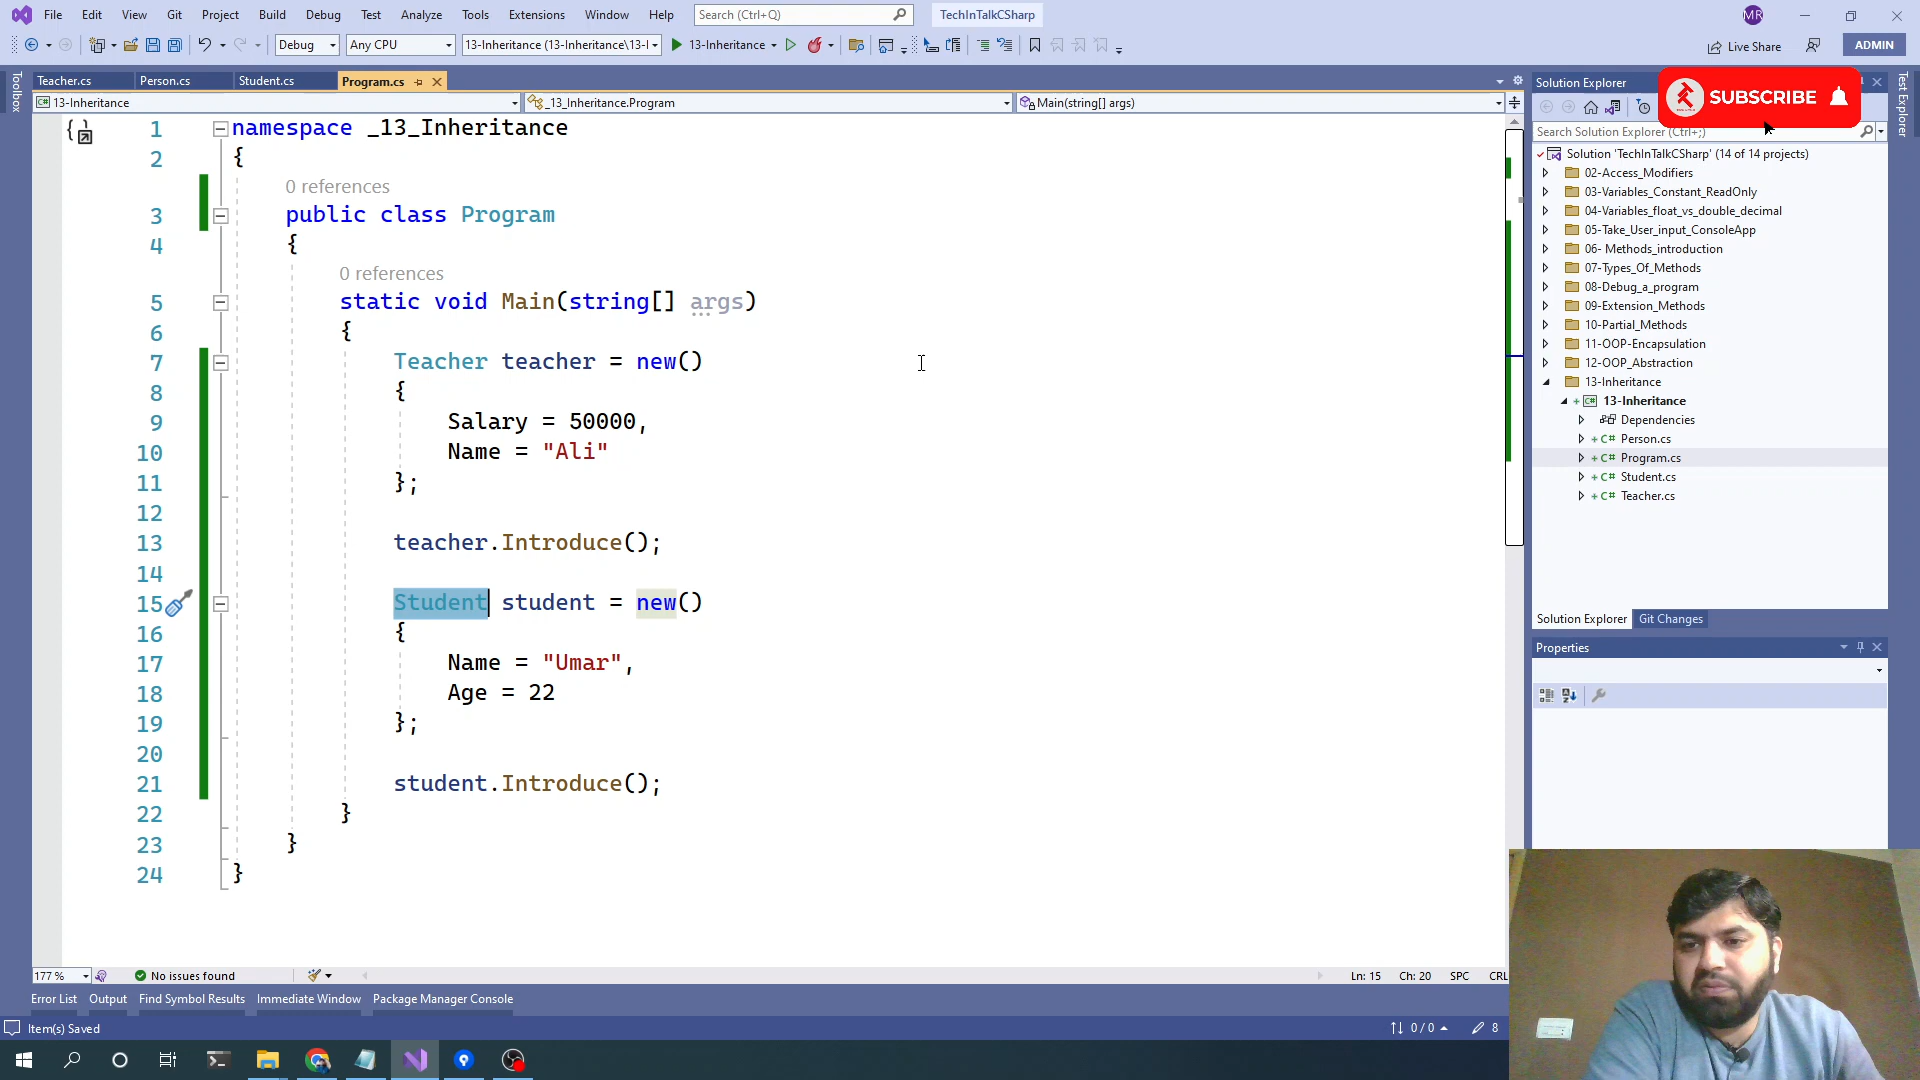 File Edit View Git Project Build Debug Test Analyze Tools Extensions Window Help Search (Ctrl+Q) TechInTalkCSharp MR
Debug Any CPU 13-Inheritance (13-Inheritance\13-I 13-Inheritance Live Share ADMIN
Toolbox
Teacher.cs Person.cs Student.cs Program.cs
13-Inheritance _13_Inheritance.Program Main(string[] args)
1 namespace _13_Inheritance
2 {
0 references
3 public class Program
4 {
0 references
5 static void Main(string[] args)
6 {
7 Teacher teacher = new()
8 {
9 Salary = 50000,
10 Name = "Ali"
11 };
12
13 teacher.Introduce();
14
15 Student student = new()
16 {
17 Name = "Umar",
18 Age = 22
19 };
20
21 student.Introduce();
22 }
23 }
24 }
177 % No issues found Ln: 15 Ch: 20 SPC CRL
Error List Output Find Symbol Results Immediate Window Package Manager Console
Item(s) Saved 0 / 0 8
Solution Explorer
SUBSCRIBE
Search Solution Explorer (Ctrl+;)
Solution 'TechInTalkCSharp' (14 of 14 projects)
02-Access_Modifiers
03-Variables_Constant_ReadOnly
04-Variables_float_vs_double_decimal
05-Take_User_input_ConsoleApp
06- Methods_introduction
07-Types_Of_Methods
08-Debug_a_program
09-Extension_Methods
10-Partial_Methods
11-OOP-Encapsulation
12-OOP_Abstraction
13-Inheritance
13-Inheritance
Dependencies
C# Person.cs
C# Program.cs
C# Student.cs
C# Teacher.cs
Solution Explorer Git Changes
Properties
Test Explorer